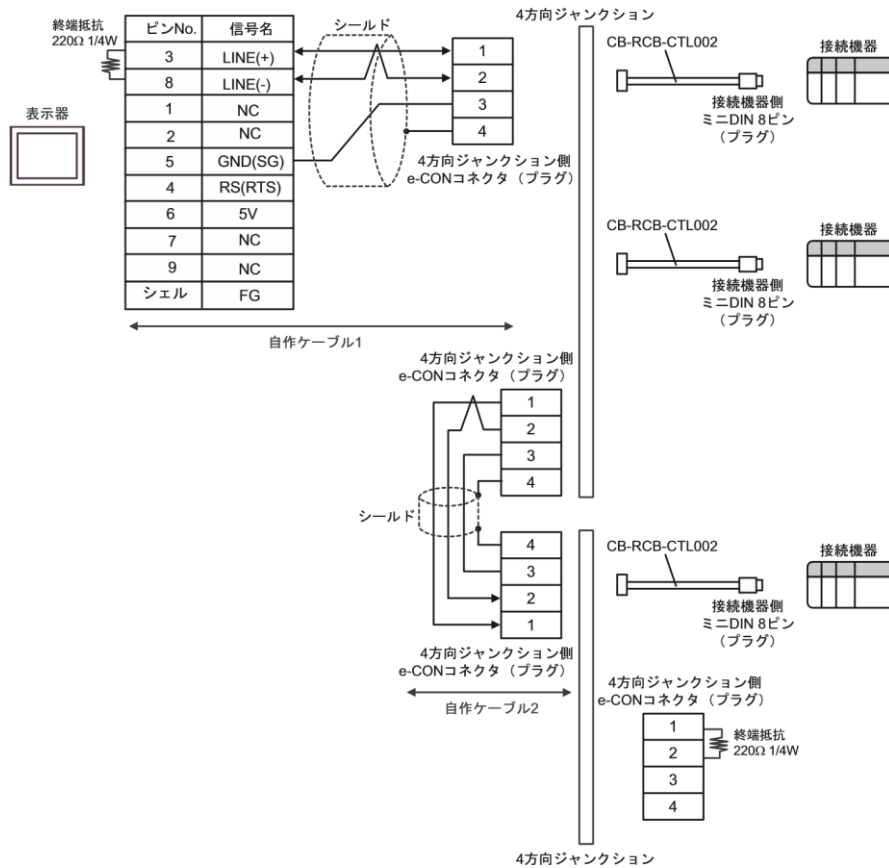 4方向ジャンクション
終端抵抗
220Ω 1/4W
ピンNo. 信号名
3 LINE(+)
8 LINE(-)
1 NC
2 NC
5 GND(SG)
4 RS(RTS)
6 5V
7 NC
9 NC
シェル FG
表示器
シールド
1
2
3
4
4方向ジャンクション側
e-CONコネクタ（プラグ）
自作ケーブル1
CB-RCB-CTL002
接続機器側
ミニDIN 8ピン
（プラグ）
接続機器
CB-RCB-CTL002
接続機器側
ミニDIN 8ピン
（プラグ）
接続機器
4方向ジャンクション側
e-CONコネクタ（プラグ）
1
2
3
4
シールド
4
3
2
1
4方向ジャンクション側
e-CONコネクタ（プラグ）
自作ケーブル2
CB-RCB-CTL002
接続機器側
ミニDIN 8ピン
（プラグ）
接続機器
4方向ジャンクション側
e-CONコネクタ（プラグ）
1
2
3
4
終端抵抗
220Ω 1/4W
4方向ジャンクション